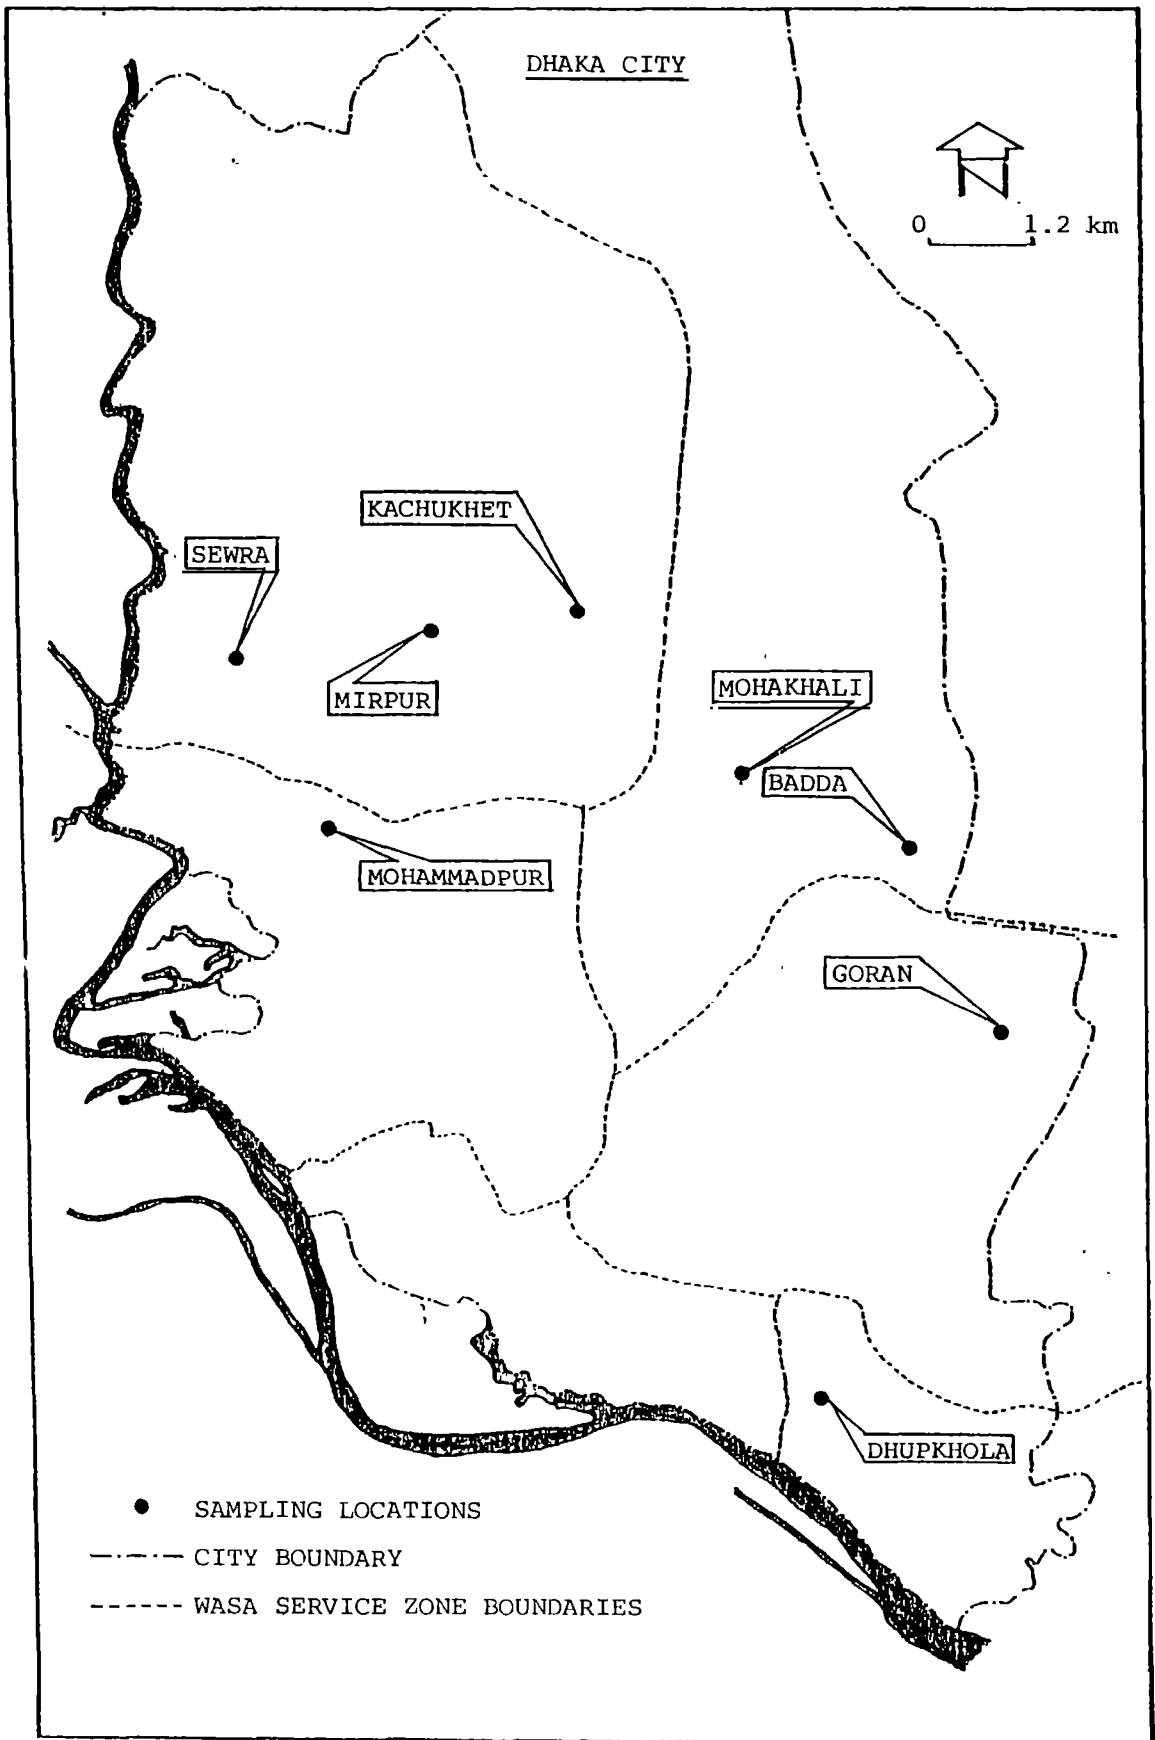 DHAKA CITY
N
0 1.2 km
KACHUKHET
SEWRA
MIRPUR
MOHAKHALI
BADDA
MOHAMMADPUR
GORAN
DHUPKHOLA
SAMPLING LOCATIONS
CITY BOUNDARY
WASA SERVICE ZONE BOUNDARIES